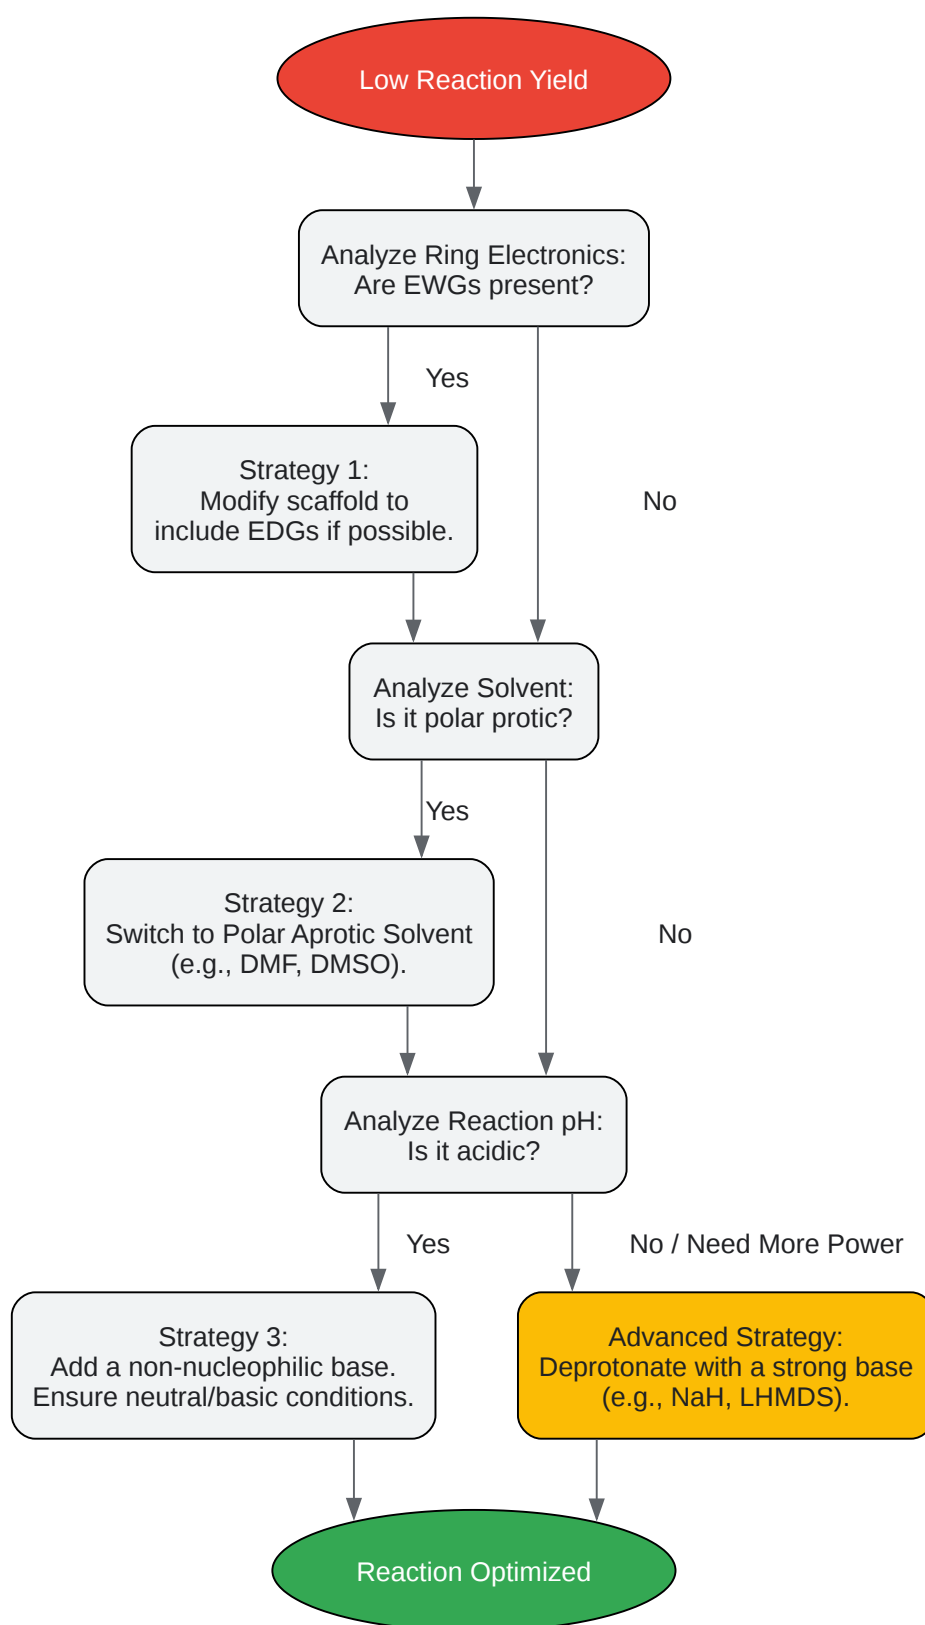 Low Reaction Yield
Analyze Ring Electronics:
Are EWGs present?
Yes
Strategy 1:
Modify scaffold to
include EDGs if possible.
No
Analyze Solvent:
Is it polar protic?
Yes
Strategy 2:
Switch to Polar Aprotic Solvent
(e.g., DMF, DMSO).
No
Analyze Reaction pH:
Is it acidic?
Yes
No / Need More Power
Strategy 3:
Add a non-nucleophilic base.
Ensure neutral/basic conditions.
Advanced Strategy:
Deprotonate with a strong base
(e.g., NaH, LHMDS).
Reaction Optimized